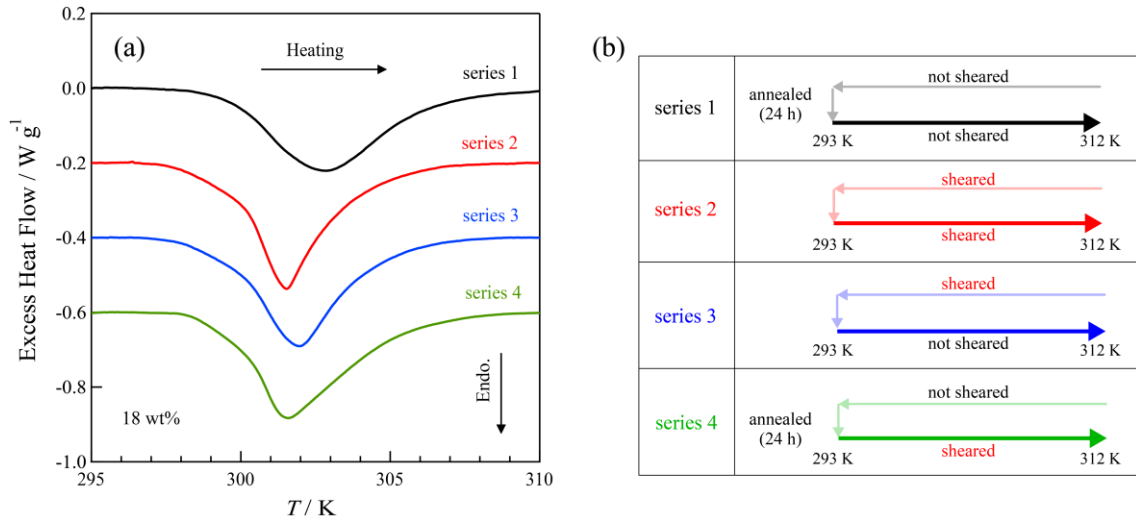 (a)
Heating
series 1
series 2
series 3
series 4
Endo.
18 wt%
0.2
0.0
-0.2
-0.4
-0.6
-0.8
-1.0
Excess Heat Flow / W g-1
295
300
305
310
T / K
(b)
series 1
annealed
(24 h)
not sheared
not sheared
293 K
312 K
series 2
sheared
sheared
293 K
312 K
series 3
sheared
not sheared
293 K
312 K
series 4
annealed
(24 h)
not sheared
sheared
293 K
312 K